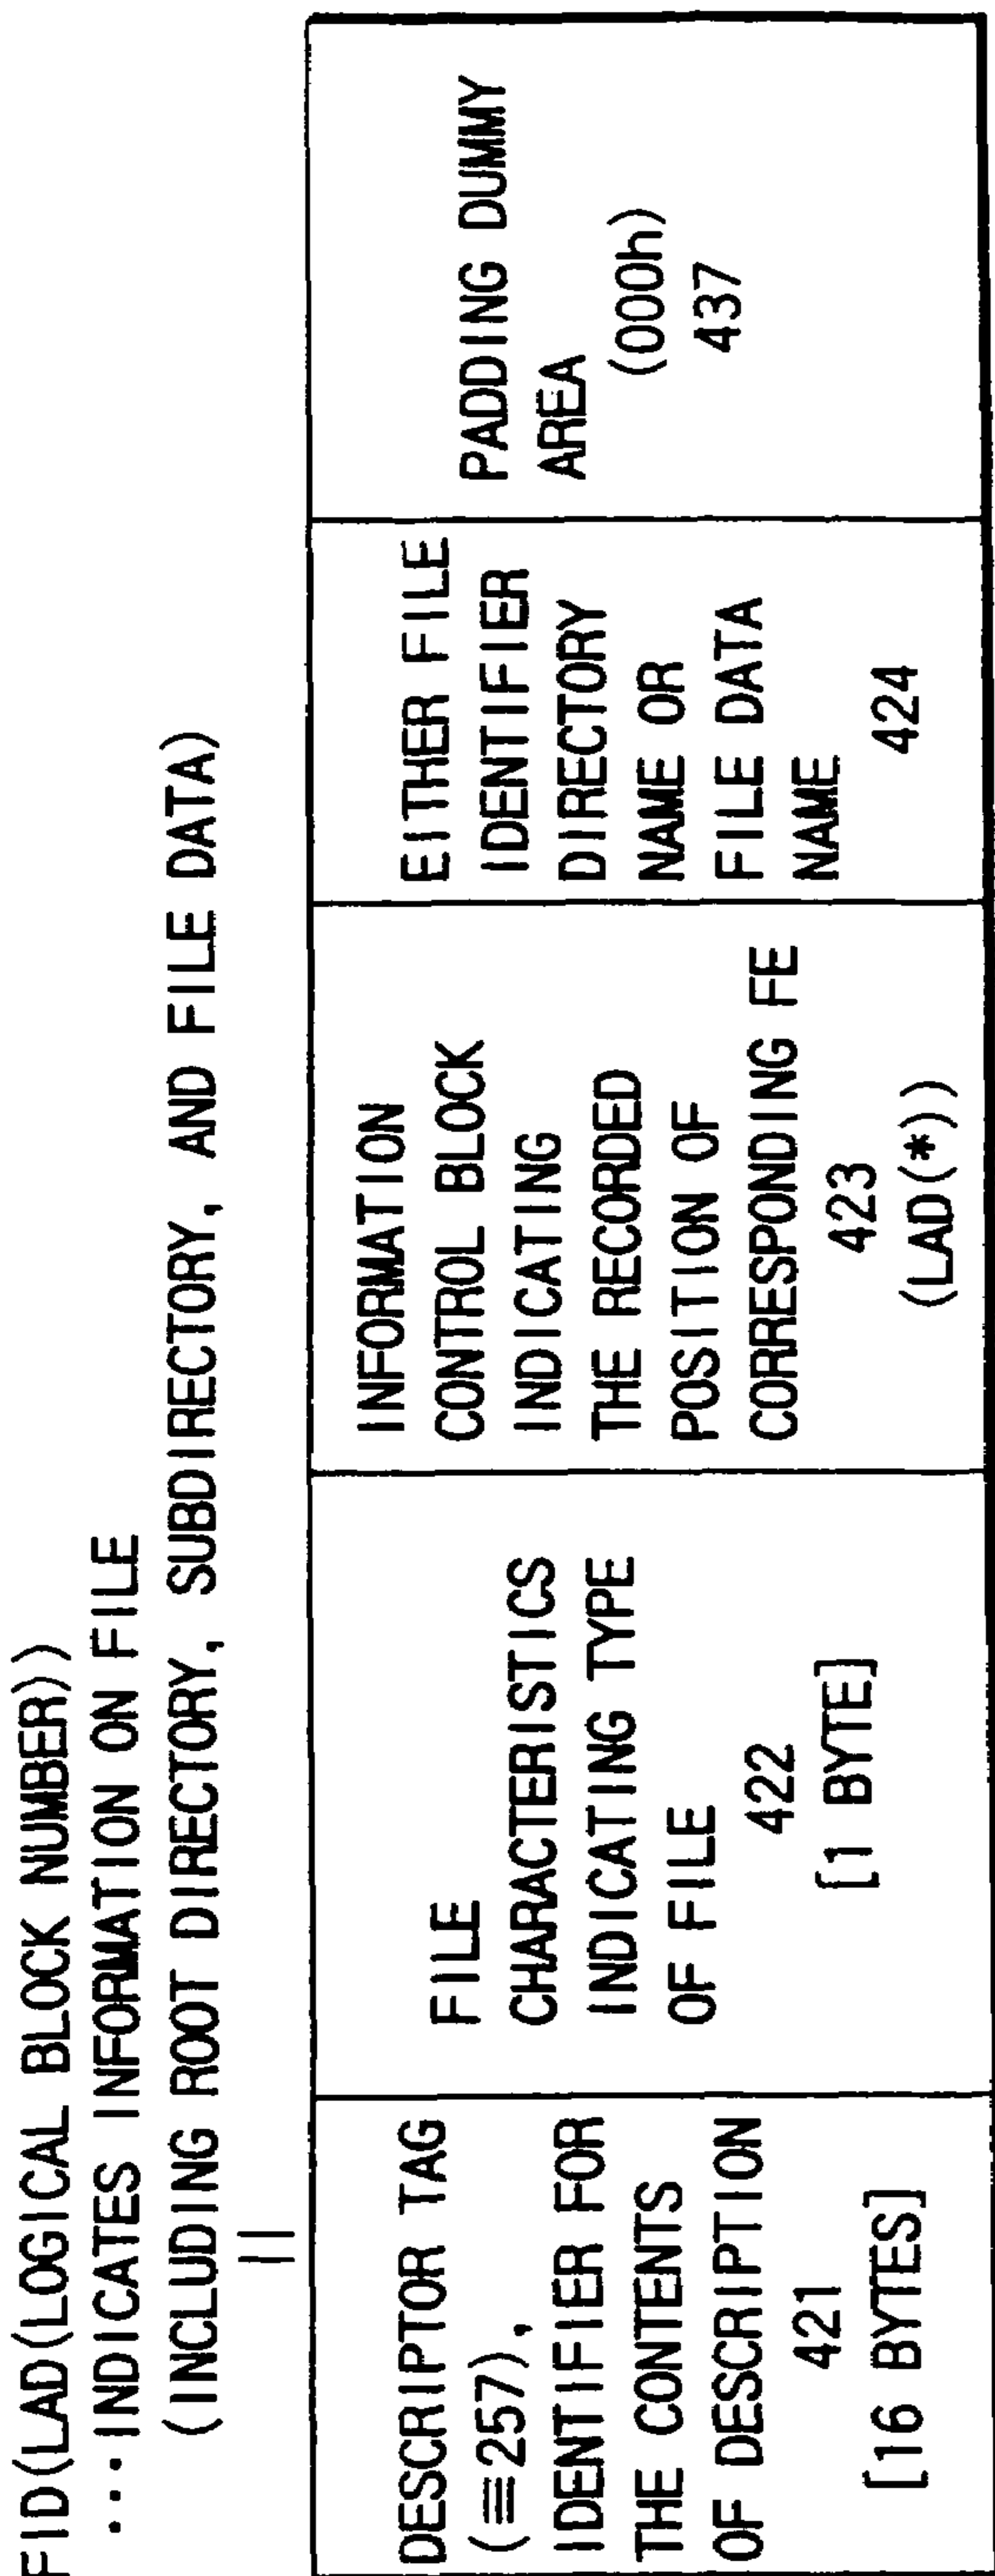 FID(LAD(LOGICAL BLOCK NUMBER))
···INDICATES INFORMATION ON FILE
(INCLUDING ROOT DIRECTORY, SUBDIRECTORY, AND FILE DATA)
||
DESCRIPTOR TAG
(≡257),
IDENTIFIER FOR
THE CONTENTS
OF DESCRIPTION
421
[16 BYTES]
FILE
CHARACTERISTICS
INDICATING TYPE
OF FILE
422
[1 BYTE]
INFORMATION
CONTROL BLOCK
INDICATING
THE RECORDED
POSITION OF
CORRESPONDING FE
423
(LAD(*))
EITHER FILE
IDENTIFIER
DIRECTORY
NAME OR
FILE DATA
NAME
424
PADDING DUMMY
AREA
(000h)
437